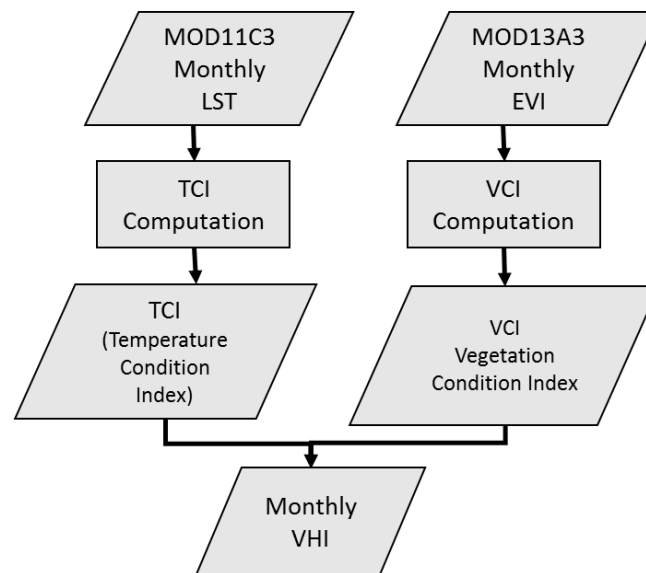 MOD11C3
Monthly
LST
MOD13A3
Monthly
EVI
TCI
Computation
VCI
Computation
TCI
(Temperature
Condition
Index)
VCI
Vegetation
Condition Index
Monthly
VHI